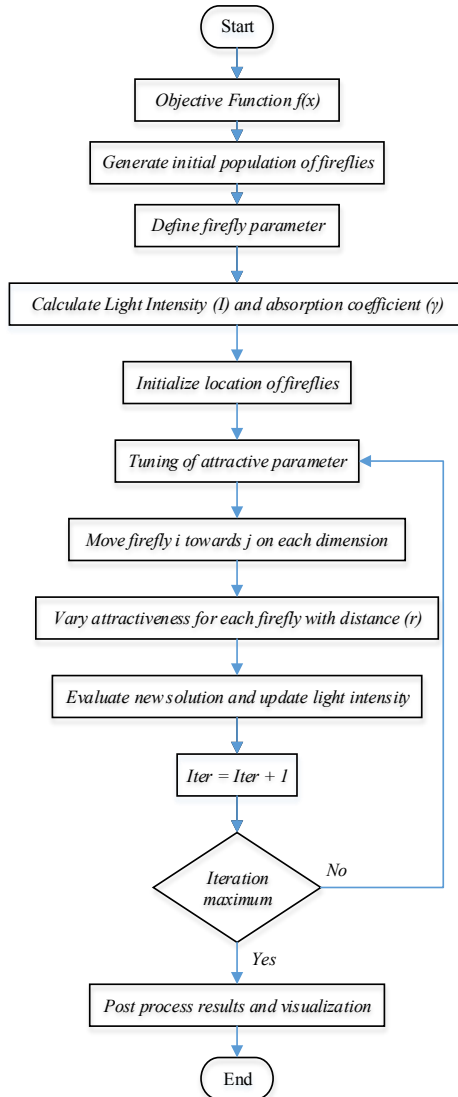 Start
Objective Function f(x)
Generate initial population of fireflies
Define firefly parameter
Calculate Light Intensity (I) and absorption coefficient (γ)
Initialize location of fireflies
Tuning of attractive parameter
Move firefly i towards j on each dimension
Vary attractiveness for each firefly with distance (r)
Evaluate new solution and update light intensity
Iter = Iter + 1
Iteration
maximum
No
Yes
Post process results and visualization
End